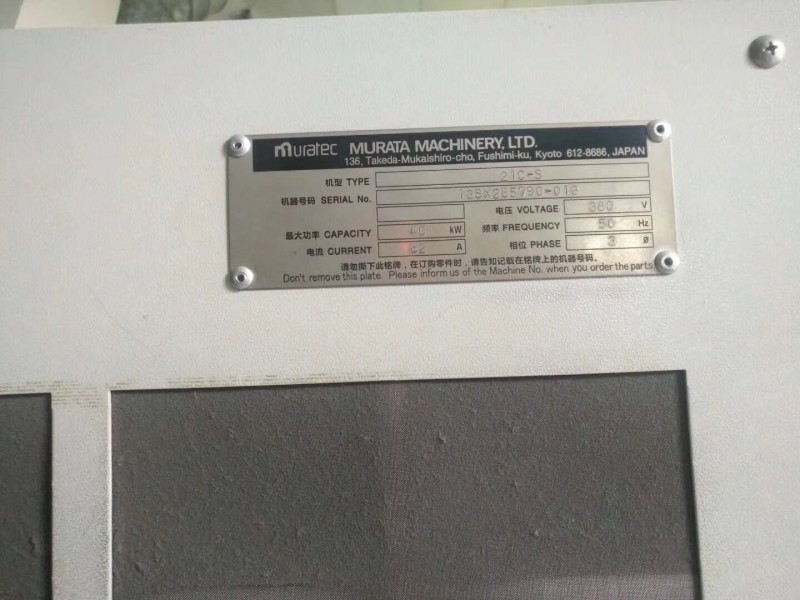 muratec MURATA MACHINERY, LTD.
136, Takeda-Mukaishiro-cho, Fushimi-ku, Kyoto 612-8686, JAPAN
机型 TYPE 21C-S
机器号码 SERIAL No.
电压 VOLTAGE 380 V
最大功率 CAPACITY 40 kW 频率 FREQUENCY 50 Hz
电流 CURRENT A 相位 PHASE 3 ø
请勿撕下此铭牌，在订购零件时，请告知记载在铭牌上的机器号码．
Don't remove this plate. Please inform us of the Machine No. when you order the parts